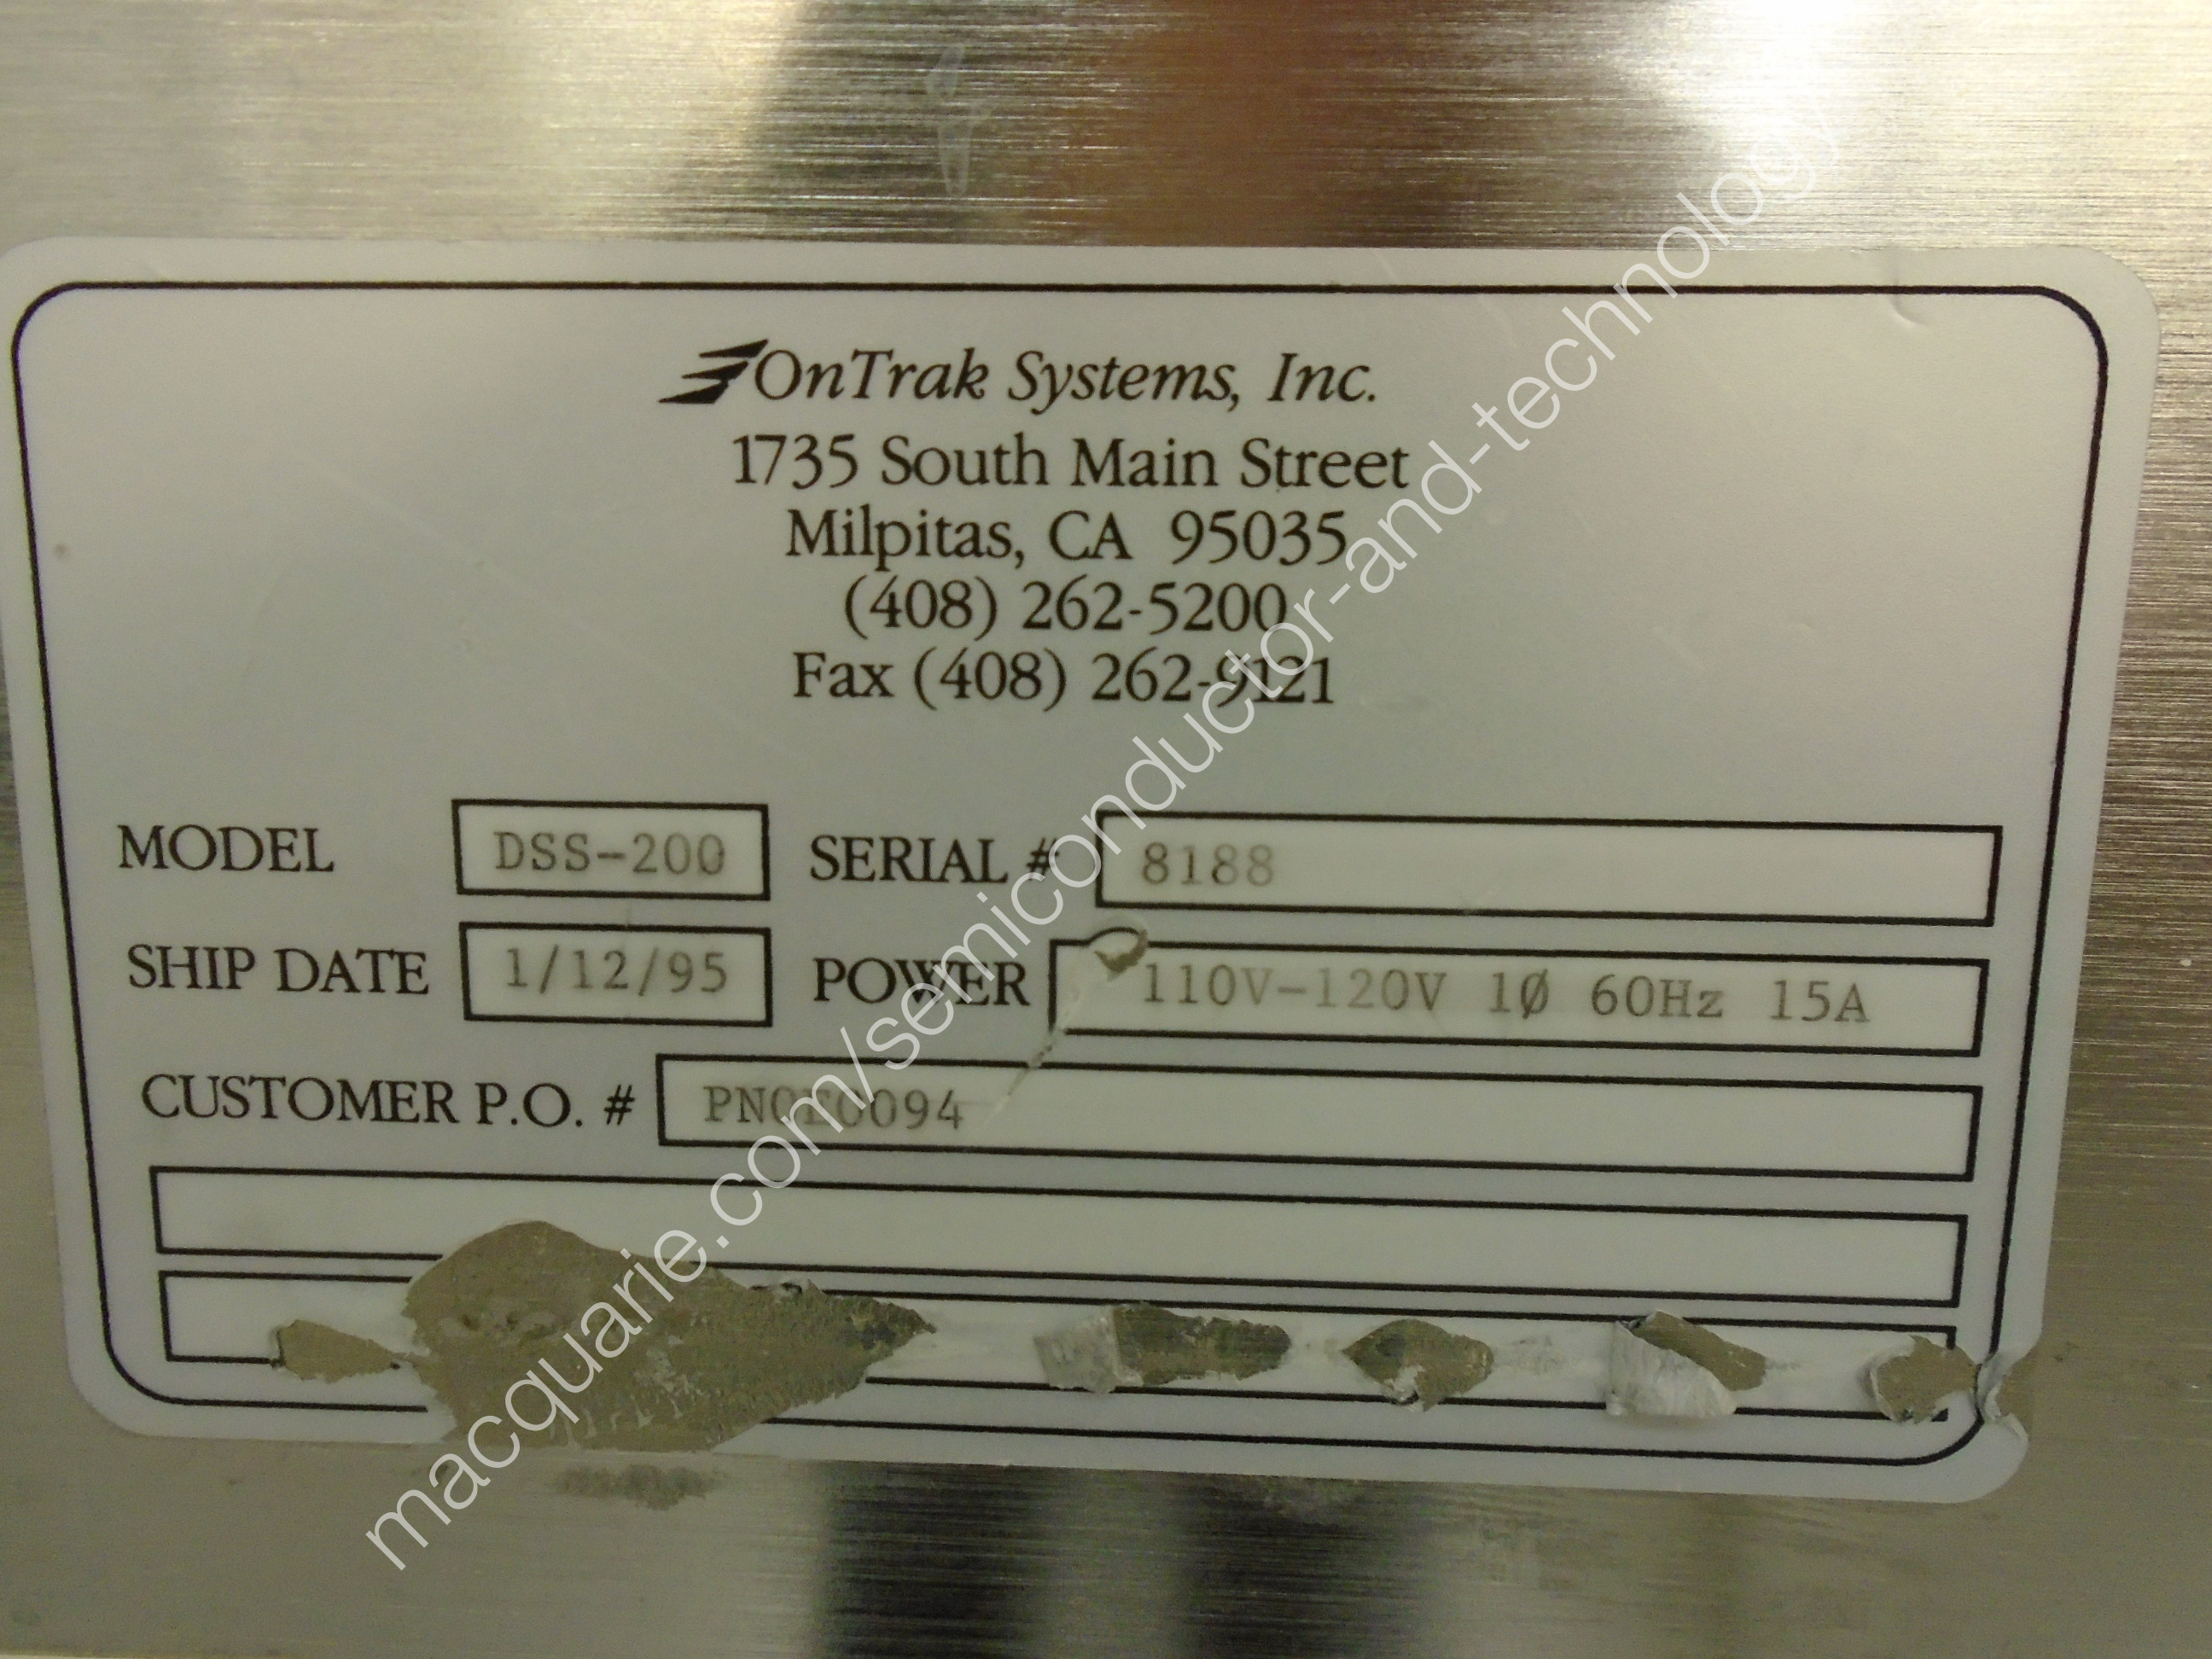 OnTrak Systems, Inc.
1735 South Main Street
Milpitas, CA 95035
(408) 262-5200
Fax (408) 262-9121
MODEL DSS-200 SERIAL # 8188
SHIP DATE 1/12/95 POWER 110V-120V 1Ø 60Hz 15A
CUSTOMER P.O. #
macquarie.com/semiconductor-and-technology